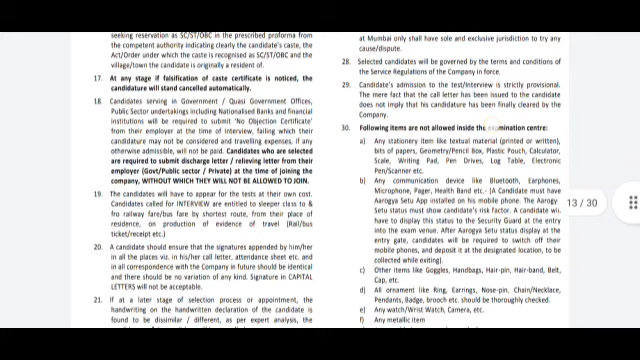 seeking reservation as SC/ST/OBC in the prescribed proforma from
the competent authority indicating clearly the candidate's caste, the
Act/Order under which the caste is recognised as SC/ST/OBC and the
village/town the candidate is originally a resident of.
17. At any stage if falsification of caste certificate is noticed, the
candidature will stand cancelled automatically.
18. Candidates serving in Government / Quasi Government Offices,
Public Sector undertakings including Nationalised Banks and financial
institutions will be required to submit 'No Objection Certificate'
from their employer at the time of interview, failing which their
candidature may not be considered and travelling expenses, if any
otherwise admissible, will not be paid. Candidates who are selected
are required to submit discharge letter / relieving letter from their
employer (Govt/Public sector / Private) at the time of joining the
company, WITHOUT WHICH THEY WILL NOT BE ALLOWED TO JOIN.
19. The candidates will have to appear for the tests at their own cost.
Candidates called for INTERVIEW are entitled to sleeper class to &
fro railway fare/bus fare by shortest route, from their place of
residence, on production of evidence of travel (Rail/bus
ticket/receipt etc.)
20. A candidate should ensure that the signatures appended by him/her
in all the places viz. in his/her call letter, attendance sheet etc. and
in all correspondence with the Company in future should be identical
and there should be no variation of any kind. Signature in CAPITAL
LETTERS will not be acceptable.
21. If at a later stage of selection process or appointment, the
handwriting on the handwritten declaration of the candidate is
found to be dissimilar / different, as per expert analysis, the
at Mumbai only shall have sole and exclusive jurisdiction to try any
cause/dispute.
28. Selected candidates will be governed by the terms and conditions of
the Service Regulations of the Company in force.
29. Candidate's admission to the test/interview is strictly provisional.
The mere fact that the call letter has been issued to the candidate
does not imply that his candidature has been finally cleared by the
Company.
30. Following items are not allowed inside the examination centre:
a) Any stationery item like textual material (printed or written),
bits of papers, Geometry/Pencil Box, Plastic Pouch, Calculator,
Scale, Writing Pad, Pen Drives, Log Table, Electronic
Pen/Scanner etc.
b) Any communication device like Bluetooth, Earphones,
Microphone, Pager, Health Band etc.- (A Candidate must have
Aarogya Setu App installed on his mobile phone. The Aarogya
Setu status must show candidate's risk factor. A candidate wi
have to display this status to the Security Guard at the entry
into the exam venue. After Aarogya Setu status display at the
entry gate, candidates will be required to switch off their
mobile phones, and deposit it at the designated location, to be
collected while exiting)
c) Other items like Goggles, Handbags, Hair-pin, Hair-band, Belt,
Cap, etc.
d) All ornament like Ring, Earrings, Nose-pin, Chain/Necklace,
Pendants, Badge, brooch etc. should be thoroughly checked.
e) Any watch/Wrist Watch, Camera, etc.
f) Any metallic item
13 / 30